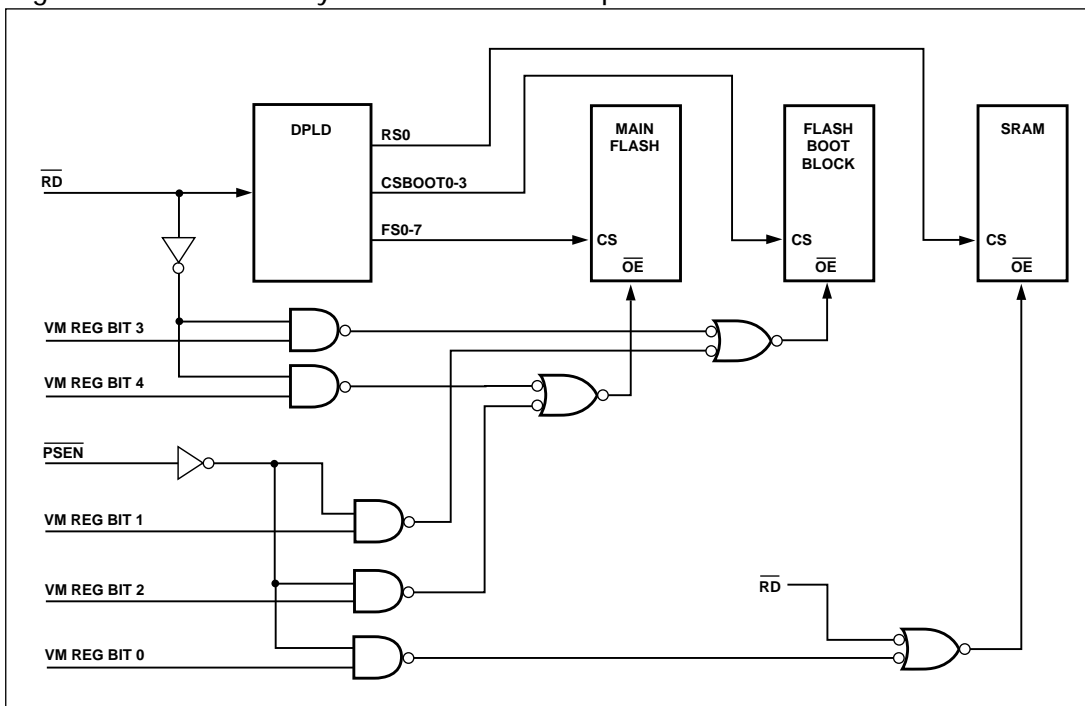 DPLD
RS0
CSBOOT0-3
FS0-7
MAIN
FLASH
CS
OE
FLASH
BOOT
BLOCK
CS
OE
SRAM
CS
OE
RD
VM REG BIT 3
VM REG BIT 4
PSEN
VM REG BIT 1
VM REG BIT 2
VM REG BIT 0
RD